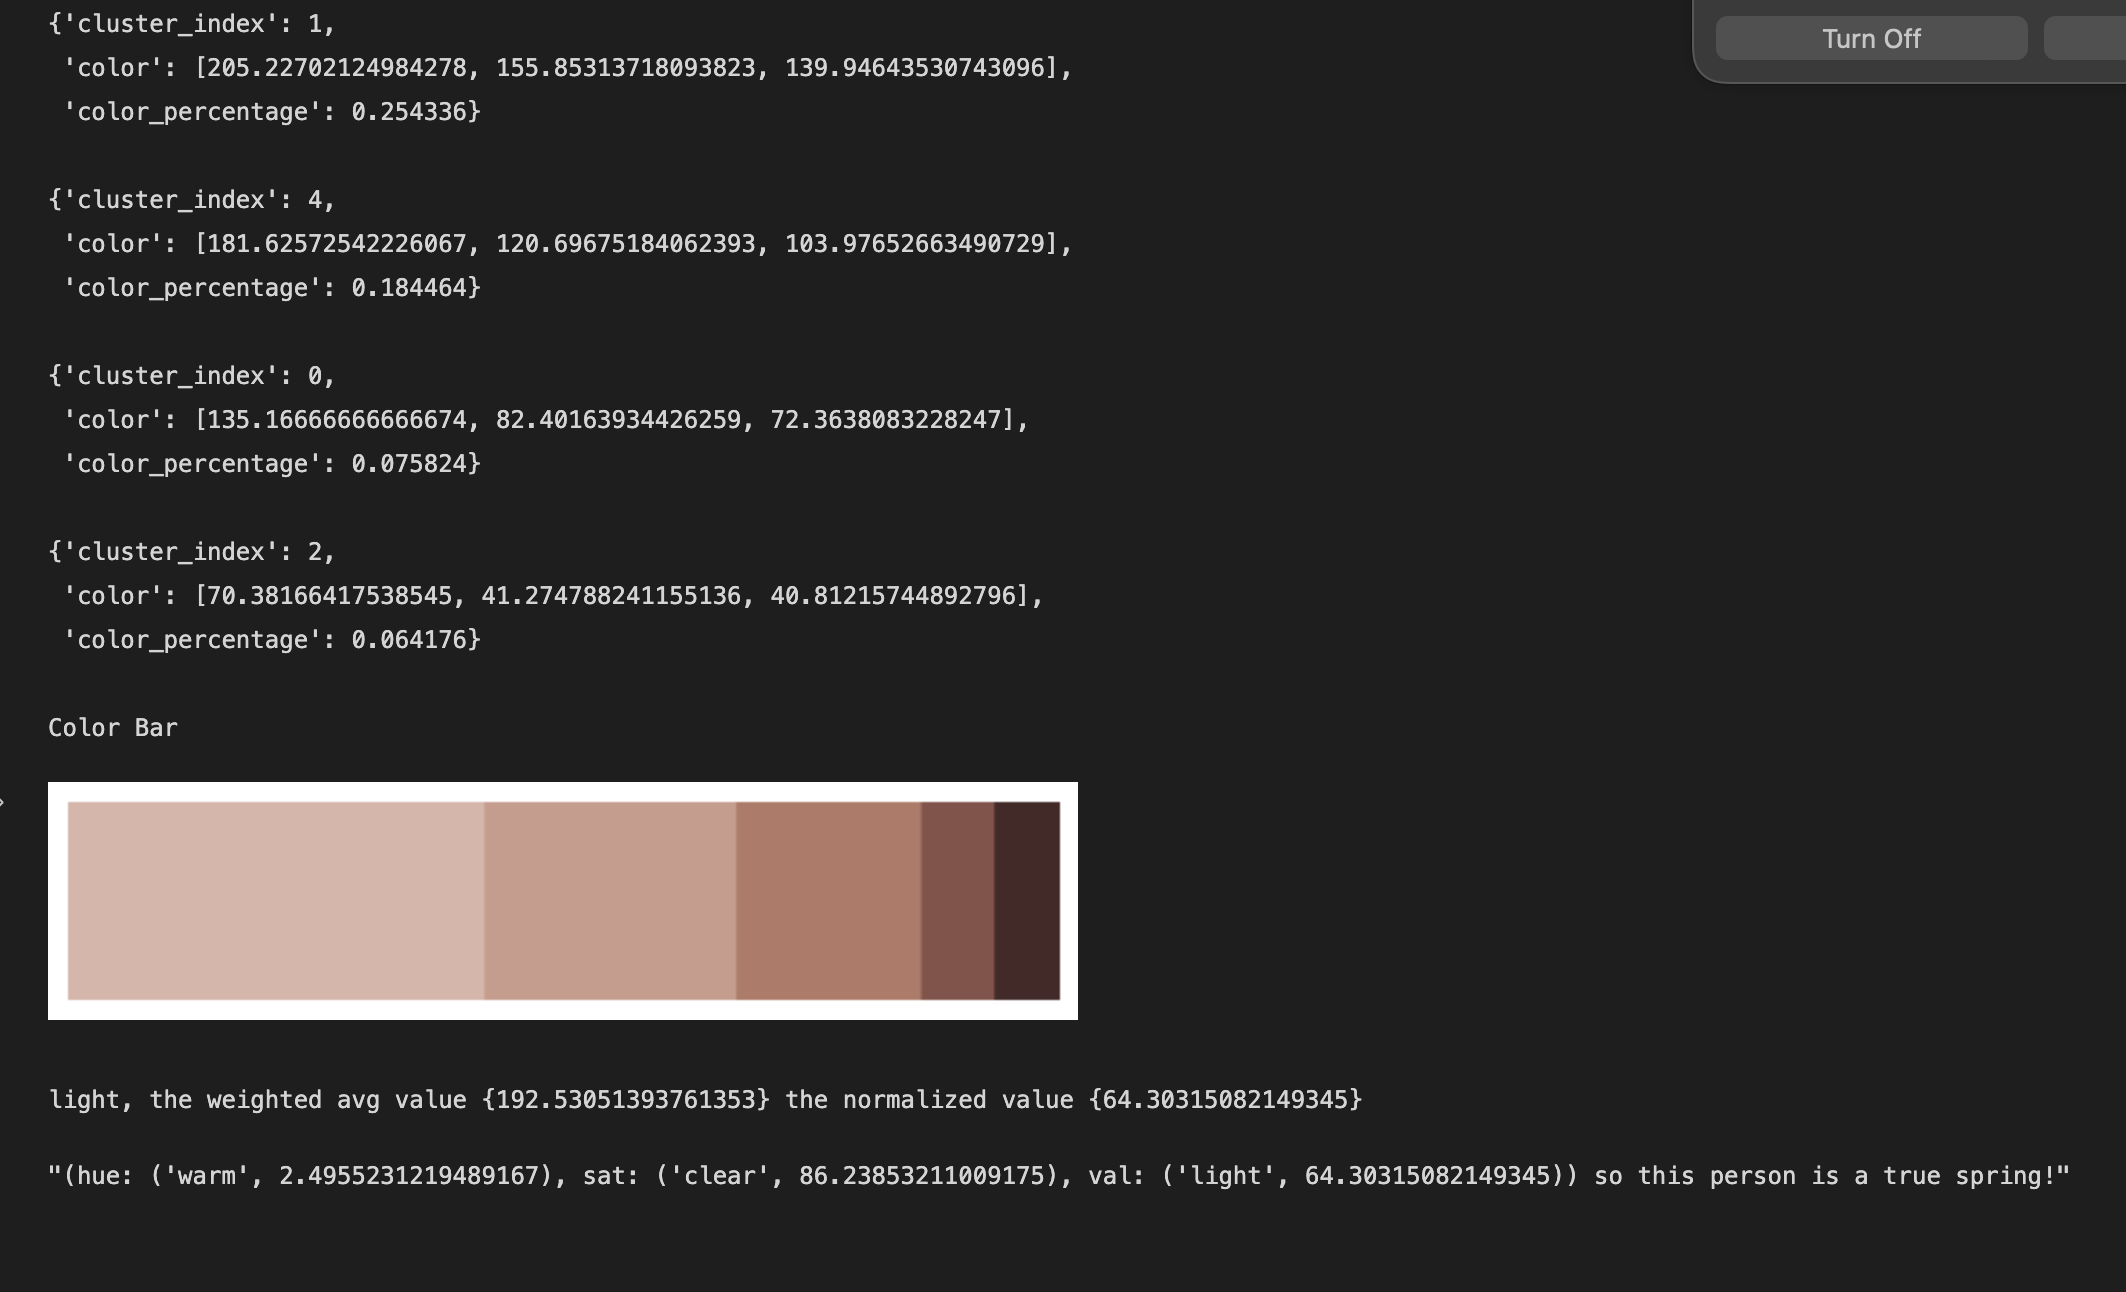 {'cluster_index': 1,
 'color': [205.22702124984278, 155.85313718093823, 139.94643530743096],
 'color_percentage': 0.254336}
Turn Off
{'cluster_index': 4,
 'color': [181.62572542226067, 120.69675184062393, 103.97652663490729],
 'color_percentage': 0.184464}
{'cluster_index': 0,
 'color': [135.16666666666674, 82.40163934426259, 72.3638083228247],
 'color_percentage': 0.075824}
{'cluster_index': 2,
 'color': [70.38166417538545, 41.274788241155136, 40.81215744892796],
 'color_percentage': 0.064176}
Color Bar
light, the weighted avg value {192.53051393761353} the normalized value {64.30315082149345}
"(hue: ('warm', 2.4955231219489167), sat: ('clear', 86.23853211009175), val: ('light', 64.30315082149345)) so this person is a true spring!"